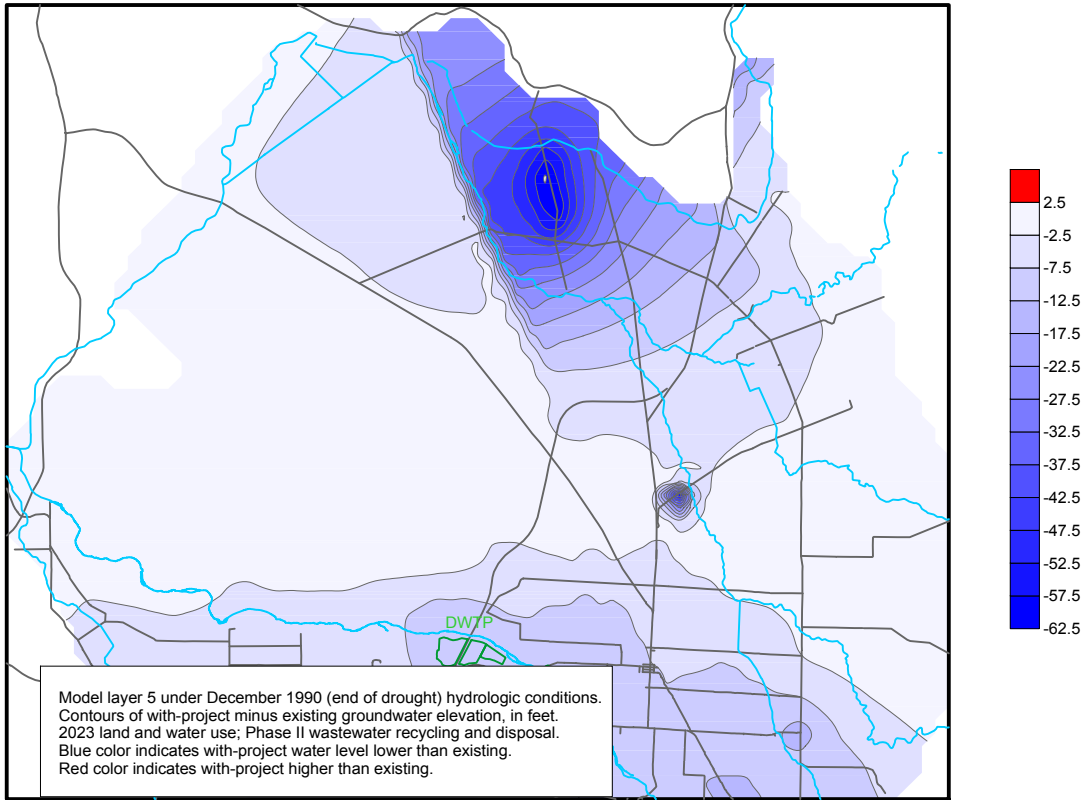 2.5
-2.5
-7.5
-12.5
-17.5
-22.5
-27.5
-32.5
-37.5
-42.5
-47.5
-52.5
-57.5
-62.5
DWTP
Model layer 5 under December 1990 (end of drought) hydrologic conditions.
Contours of with-project minus existing groundwater elevation, in feet.
2023 land and water use; Phase II wastewater recycling and disposal.
Blue color indicates with-project water level lower than existing.
Red color indicates with-project higher than existing.